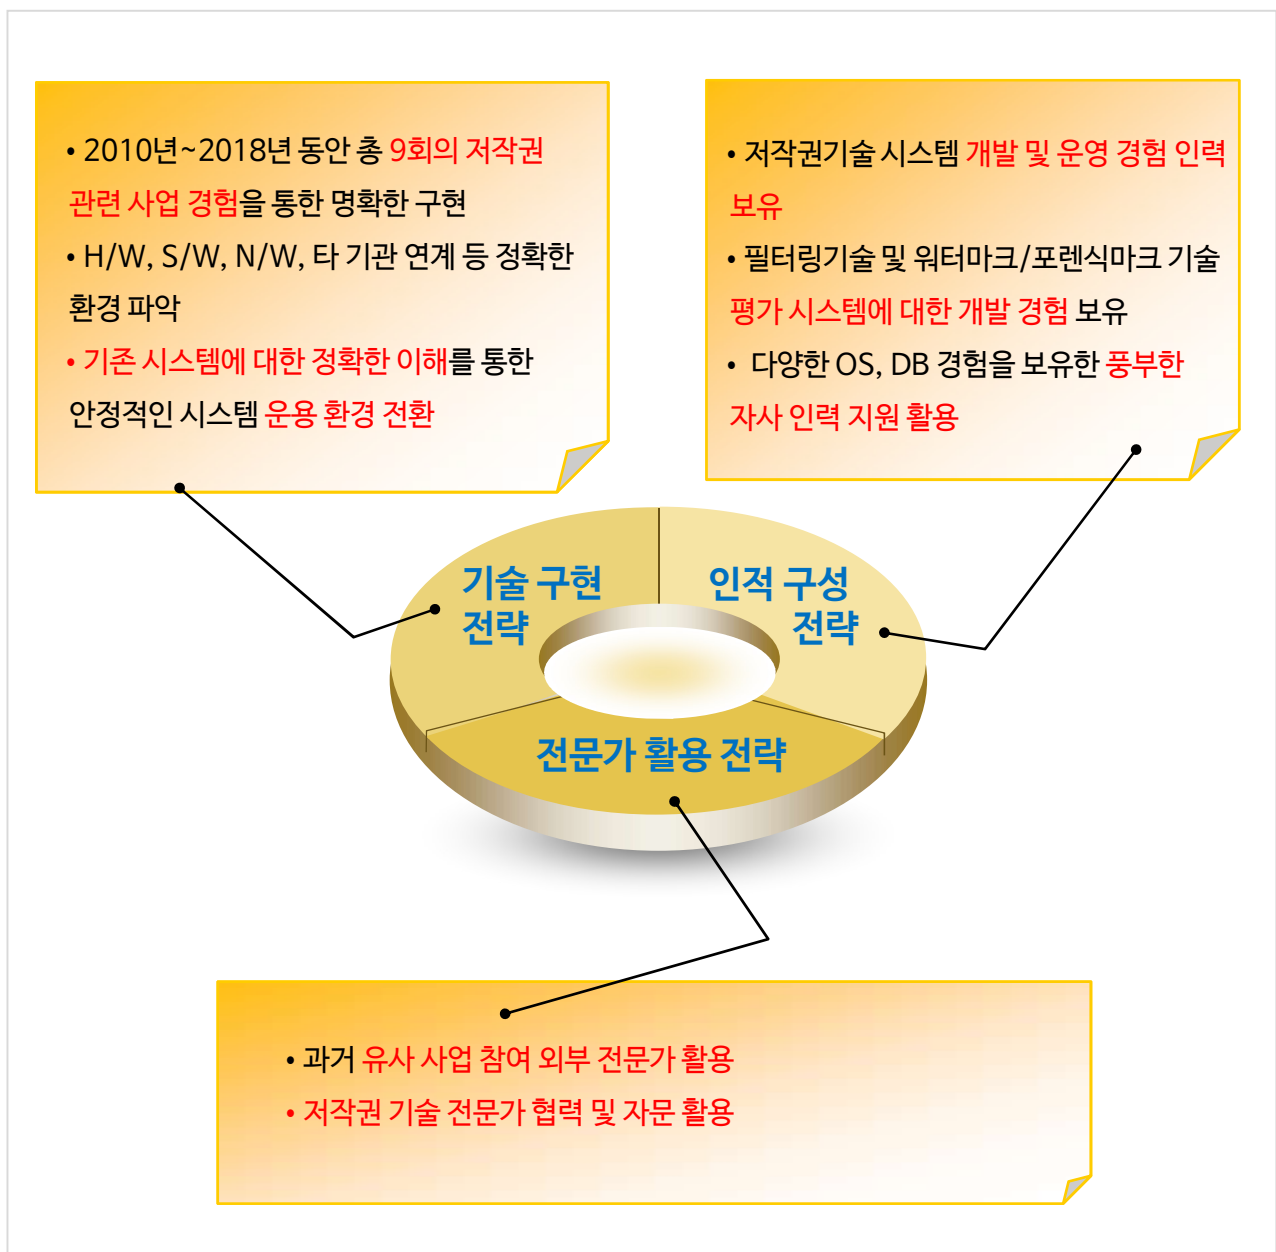 • 2010년~2018년 동안 총 9회의 저작권
관련 사업 경험을 통한 명확한 구현
• H/W, S/W, N/W, 타 기관 연계 등 정확한
환경 파악
• 기존 시스템에 대한 정확한 이해를 통한
안정적인 시스템 운용 환경 전환
• 저작권기술 시스템 개발 및 운영 경험 인력
보유
• 필터링기술 및 워터마크/포렌식마크 기술
평가 시스템에 대한 개발 경험 보유
• 다양한 OS, DB 경험을 보유한 풍부한
자사 인력 지원 활용
기술 구현
전략
인적 구성
전략
전문가 활용 전략
• 과거 유사 사업 참여 외부 전문가 활용
• 저작권 기술 전문가 협력 및 자문 활용